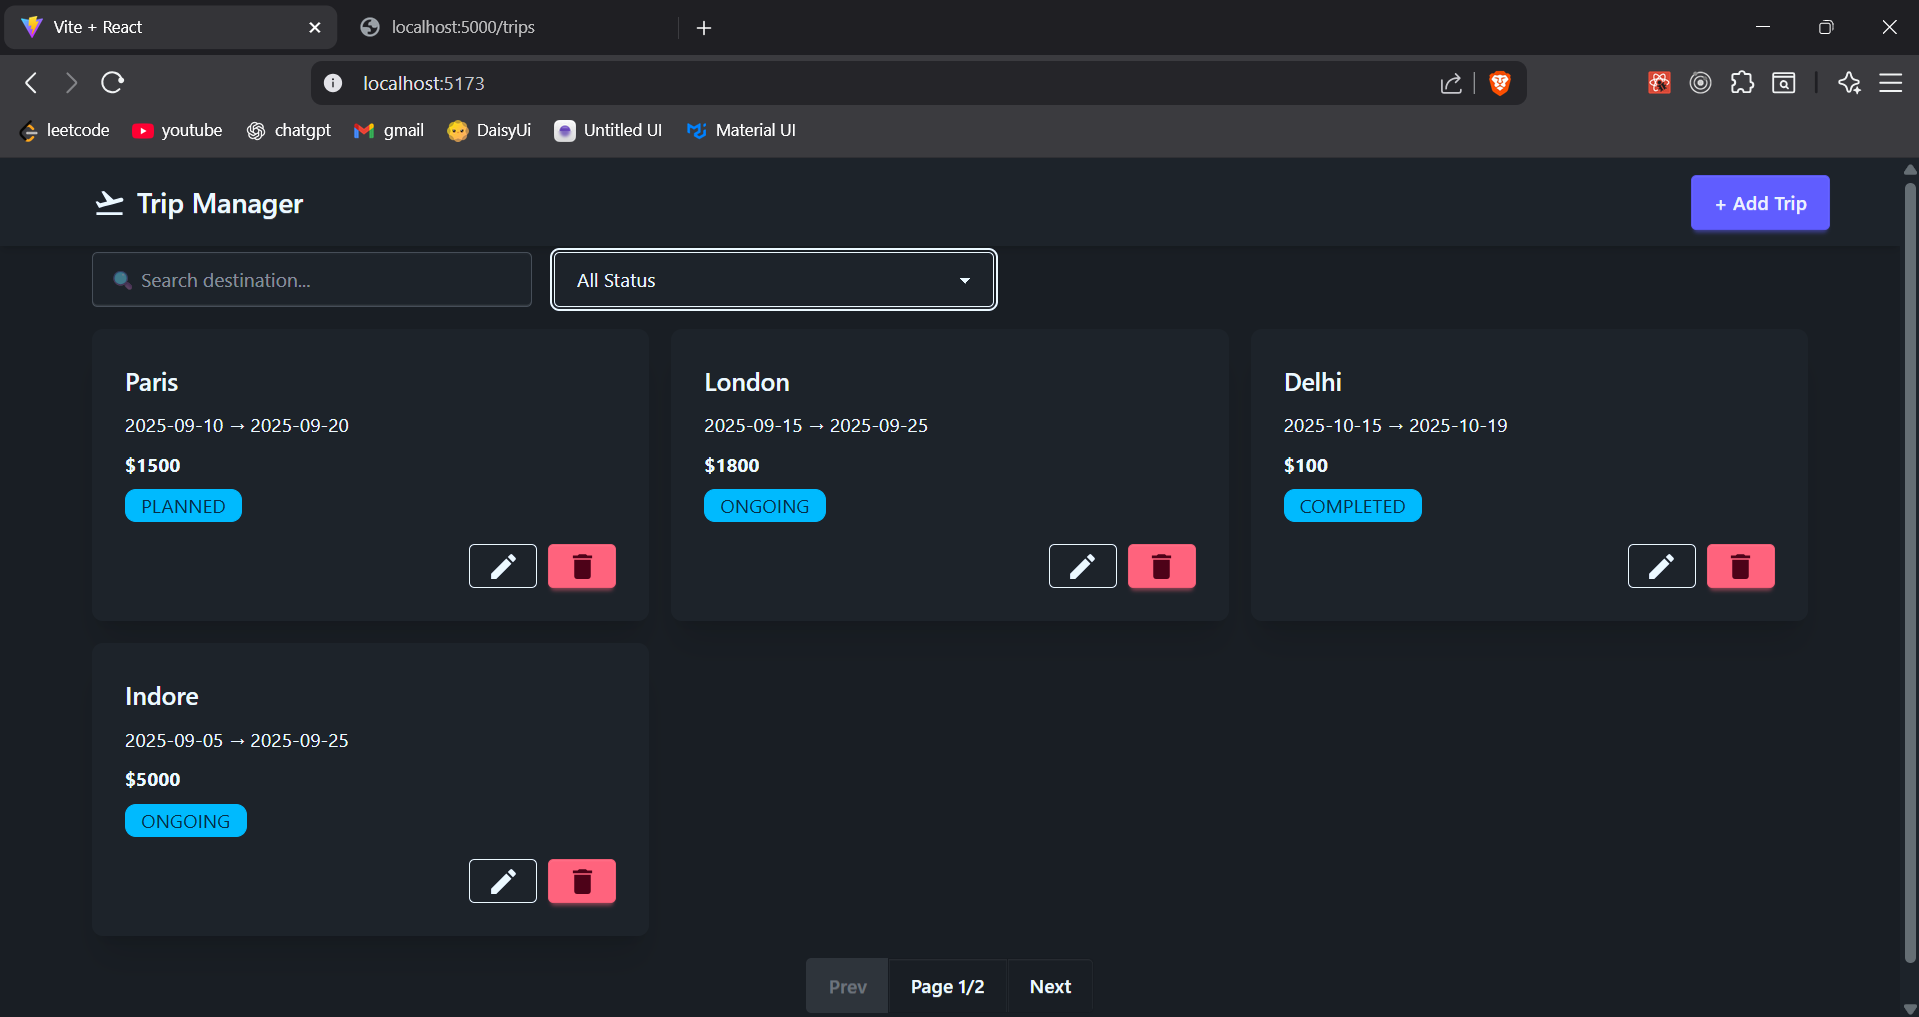 Vite + React
localhost:5000/trips
localhost:5173
leetcode youtube chatgpt gmail DaisyUi Untitled UI Material UI
Trip Manager
+ Add Trip
Search destination...
All Status
Paris
2025-09-10 → 2025-09-20
$1500
PLANNED
London
2025-09-15 → 2025-09-25
$1800
ONGOING
Delhi
2025-10-15 → 2025-10-19
$100
COMPLETED
Indore
2025-09-05 → 2025-09-25
$5000
ONGOING
Prev Page 1/2 Next